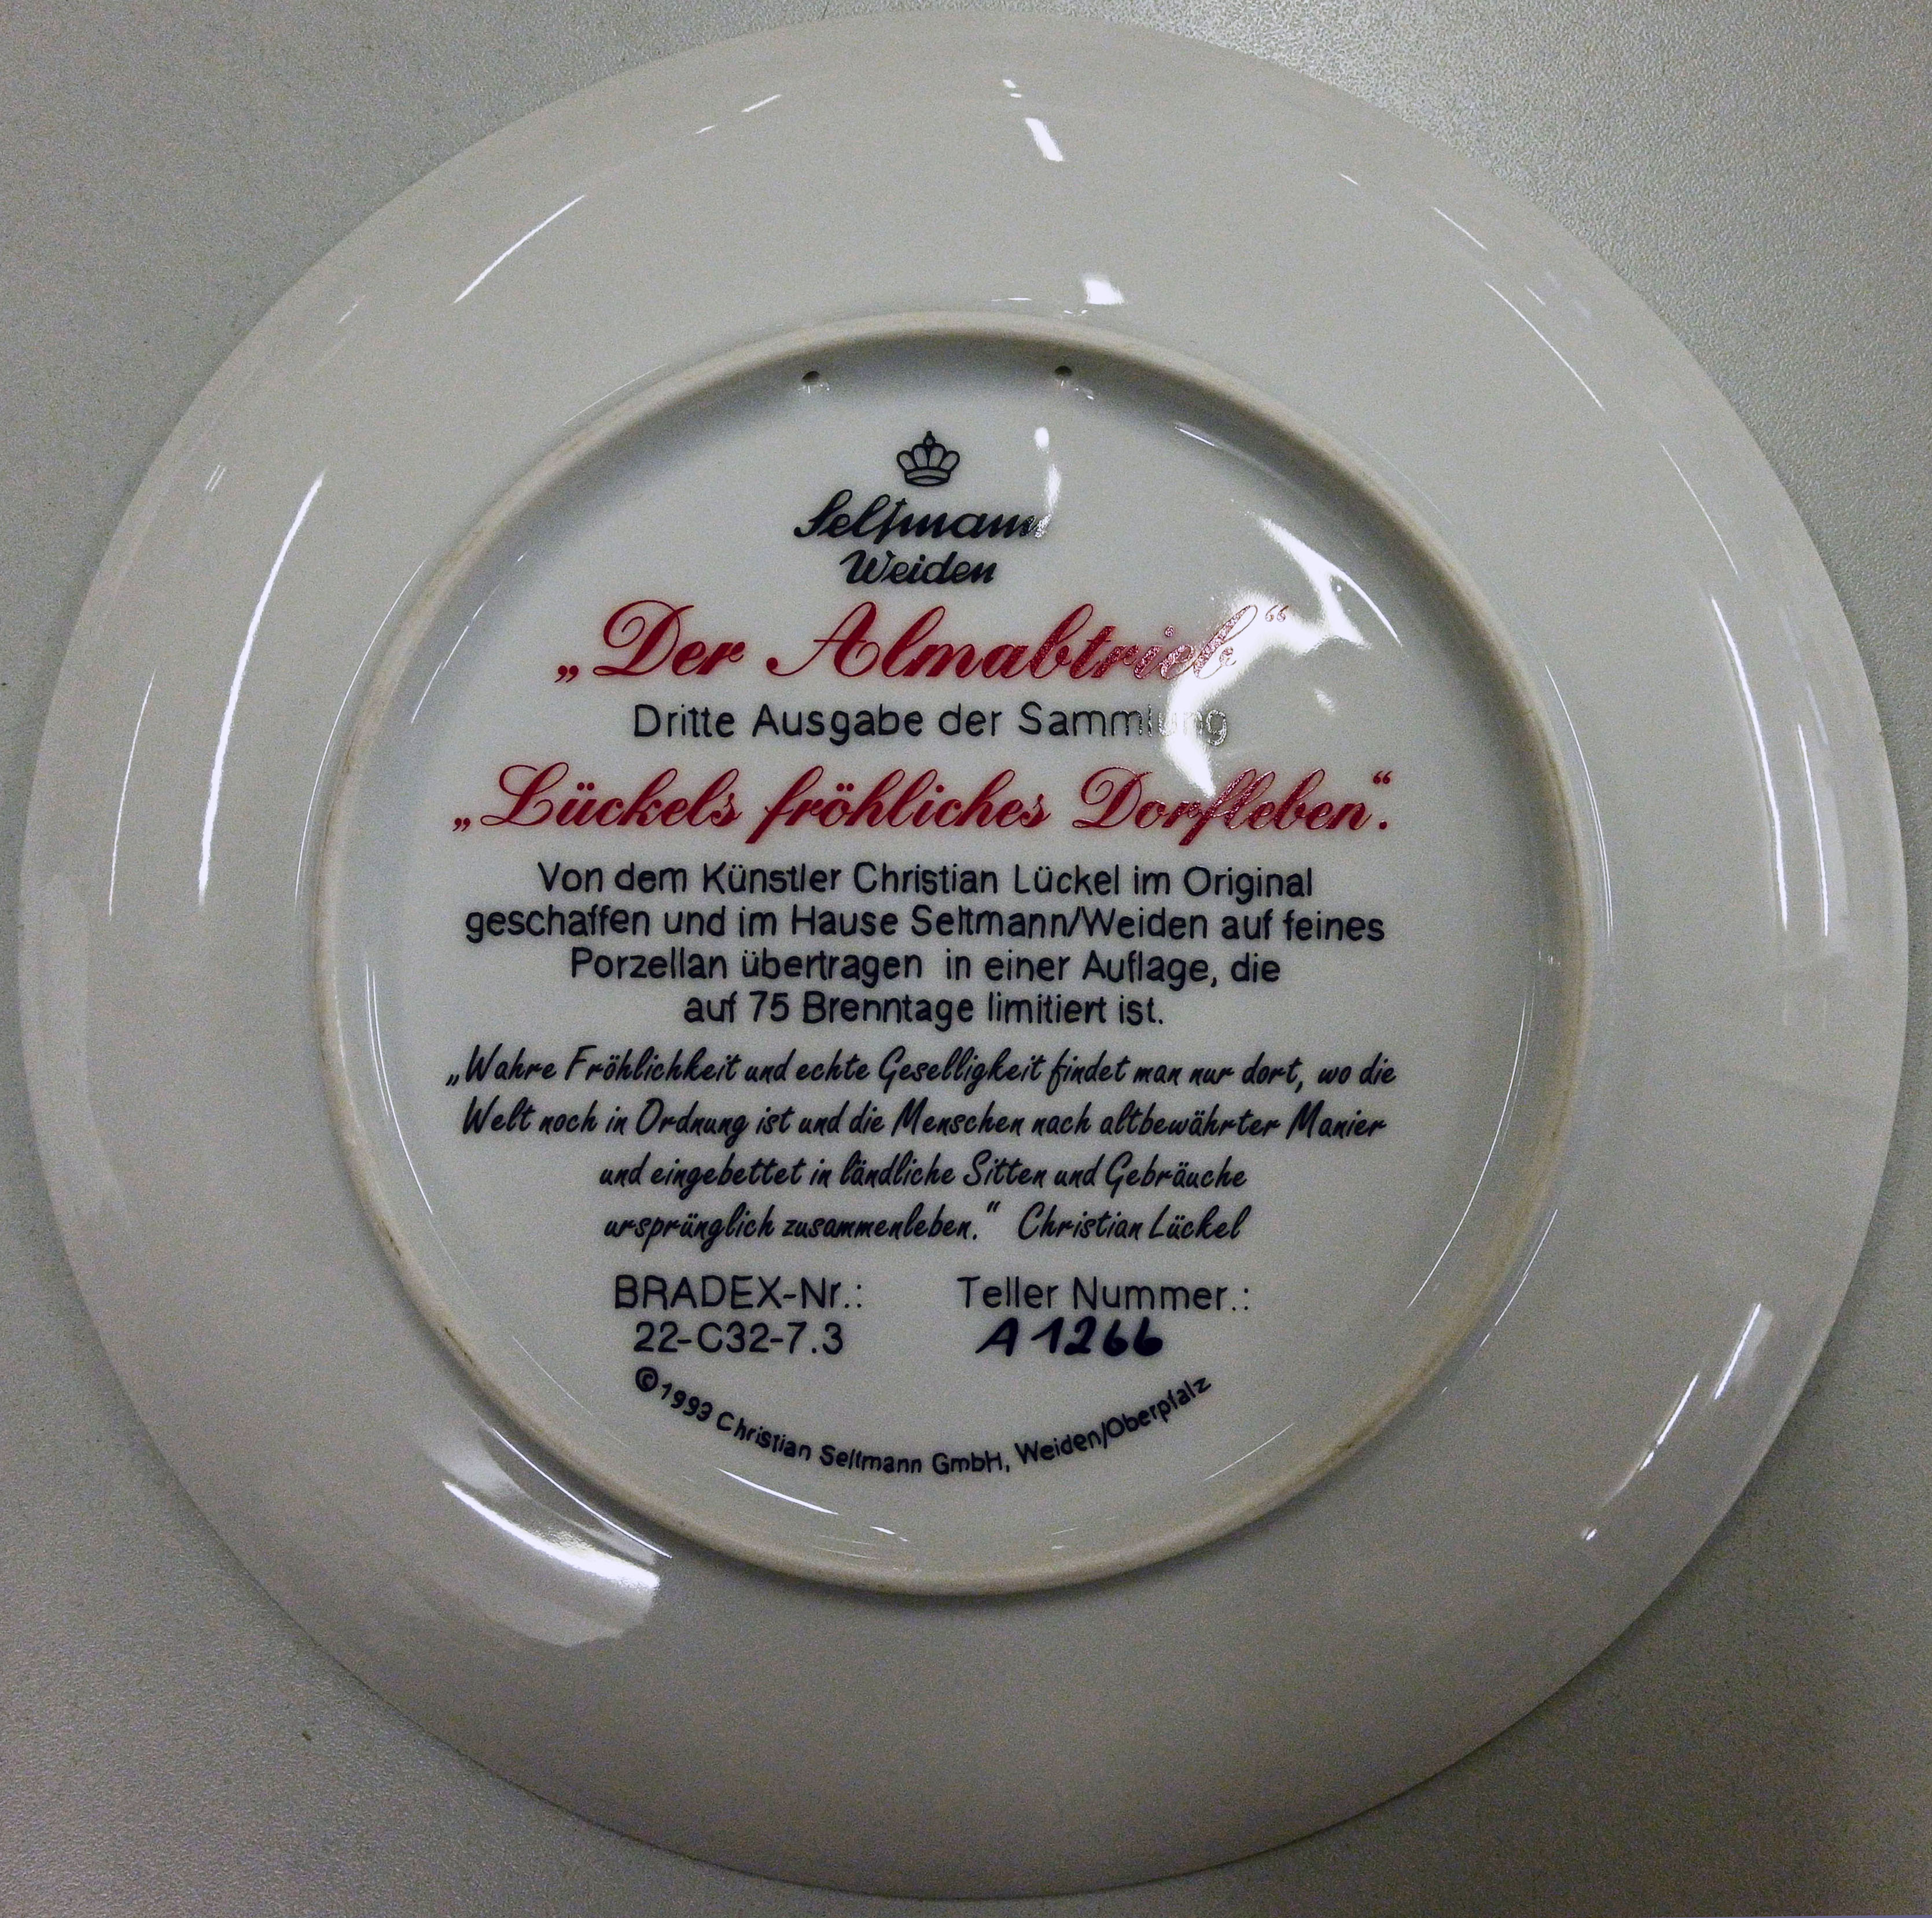 Seltmann
Weiden
„Der Almabtrieb“
Dritte Ausgabe der Sammlung
„Lückels fröhliches Dorfleben“.
Von dem Künstler Christian Lückel im Original
geschaffen und im Hause Seltmann/Weiden auf feines
Porzellan übertragen in einer Auflage, die
auf 75 Brenntage limitiert ist.
„Wahre Fröhlichkeit und echte Geselligkeit findet man nur dort, wo die
Welt noch in Ordnung ist und die Menschen nach altbewährter Manier
und eingebettet in ländliche Sitten und Gebräuche
ursprünglich zusammenleben.“ Christian Lückel
BRADEX-Nr.: Teller Nummer.:
22-C32-7.3 A 1266
©1993 Christian Seltmann GmbH, Weiden/Oberpfalz